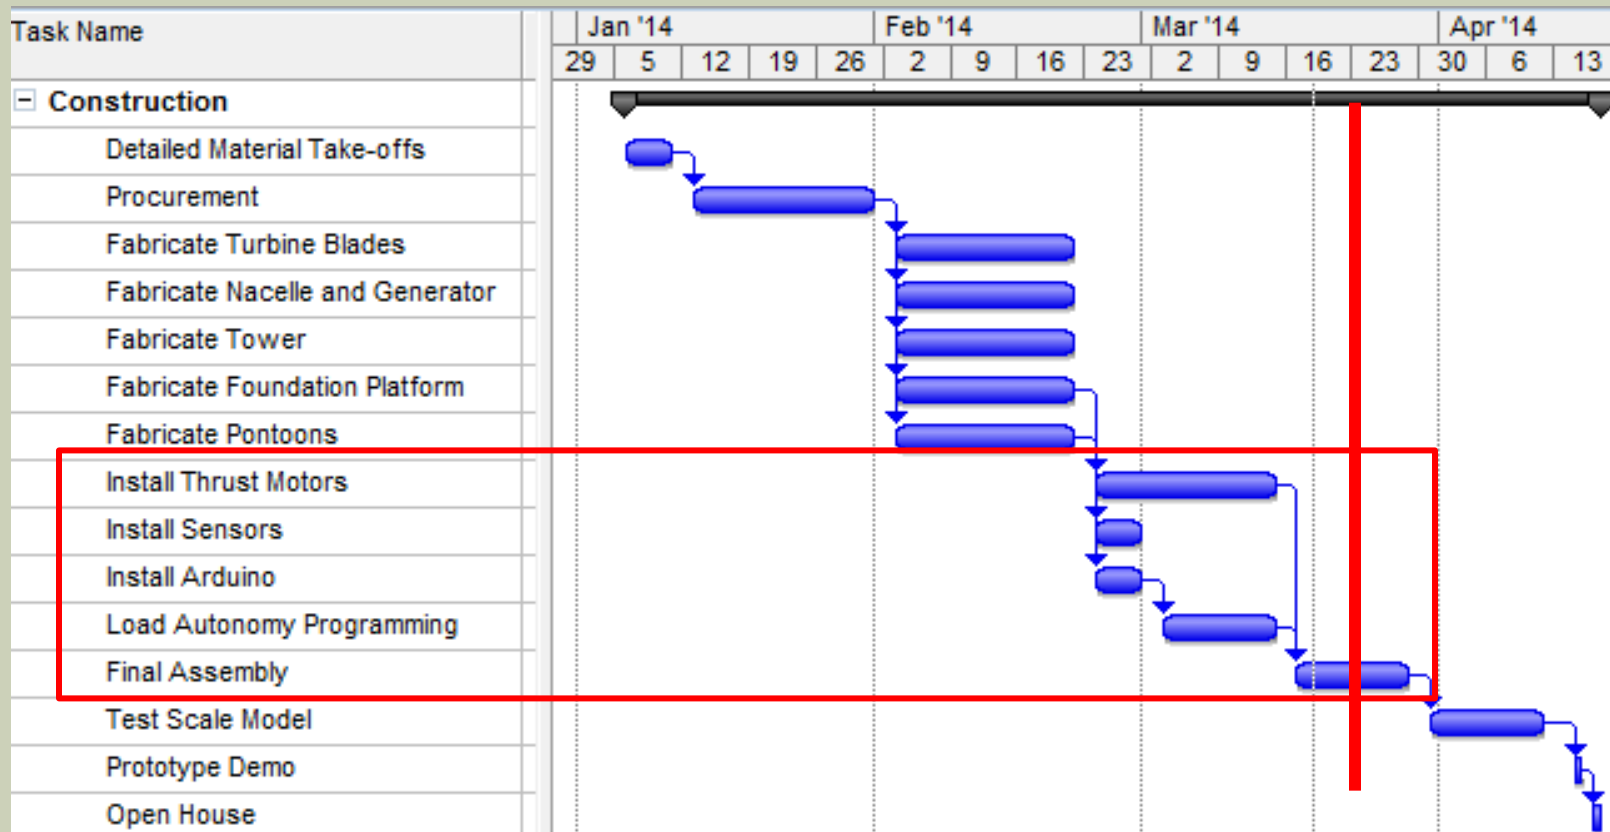 Task Name
Jan '14 Feb '14 Mar '14 Apr '14
29 5 12 19 26 2 9 16 23 2 9 16 23 30 6 13
Construction
Detailed Material Take-offs
Procurement
Fabricate Turbine Blades
Fabricate Nacelle and Generator
Fabricate Tower
Fabricate Foundation Platform
Fabricate Pontoons
Install Thrust Motors
Install Sensors
Install Arduino
Load Autonomy Programming
Final Assembly
Test Scale Model
Prototype Demo
Open House